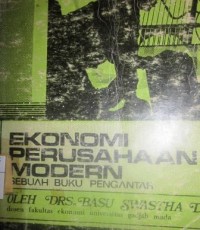 EKONOMI
PERUSAHAAN
MODERN
SEBUAH BUKU PENGANTAR
OLEH DRS. BASU SWASTHA D
dosen fakultas ekonomi universitas gadjah mada